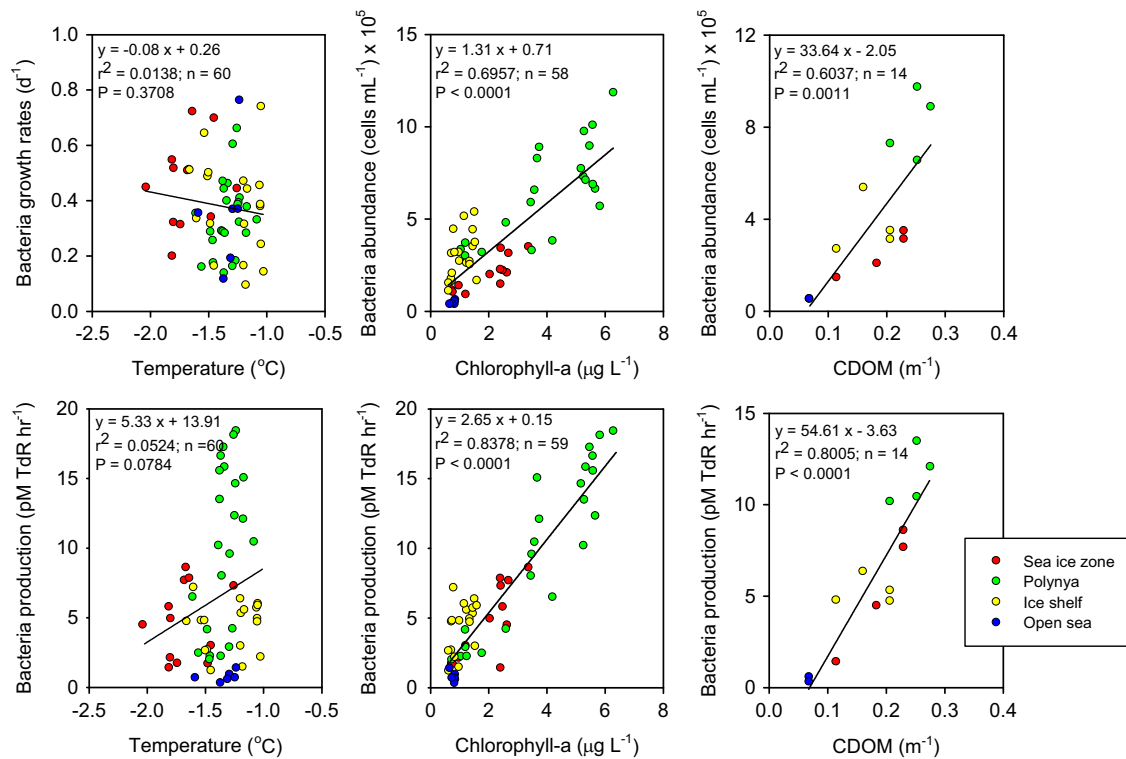 y = -0.08 x + 0.26
r² = 0.0138; n = 60
P = 0.3708
Bacteria growth rates (d⁻¹)
1.0
0.8
0.6
0.4
0.2
0.0
-2.5 -2.0 -1.5 -1.0 -0.5
Temperature (°C)
y = 1.31 x + 0.71
r² = 0.6957; n = 58
P < 0.0001
Bacteria abundance (cells mL⁻¹) x 10⁵
15
10
5
0
0 2 4 6 8
Chlorophyll-a (μg L⁻¹)
y = 33.64 x - 2.05
r² = 0.6037; n = 14
P = 0.0011
Bacteria abundance (cells mL⁻¹) x 10⁵
12
8
4
0
0.0 0.1 0.2 0.3 0.4
CDOM (m⁻¹)
y = 5.33 x + 13.91
r² = 0.0524; n = 60
P = 0.0784
Bacteria production (pM TdR hr⁻¹)
20
15
10
5
0
-2.5 -2.0 -1.5 -1.0 -0.5
Temperature (°C)
y = 2.65 x + 0.15
r² = 0.8378; n = 59
P < 0.0001
Bacteria production (pM TdR hr⁻¹)
20
15
10
5
0
0 2 4 6 8
Chlorophyll-a (μg L⁻¹)
y = 54.61 x - 3.63
r² = 0.8005; n = 14
P < 0.0001
Bacteria production (pM TdR hr⁻¹)
15
10
5
0
0.0 0.1 0.2 0.3 0.4
CDOM (m⁻¹)
Sea ice zone
Polynya
Ice shelf
Open sea